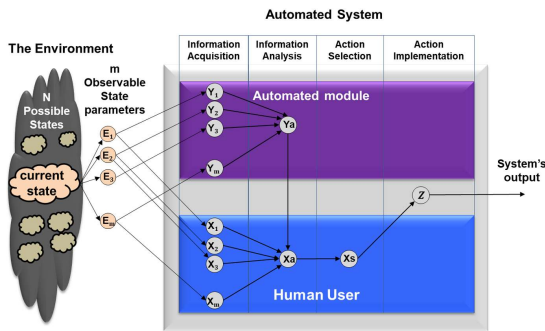 Automated System
The Environment
Information
Acquisition
Information
Analysis
Action
Selection
Action
Implementation
m
Observable
State
parameters
N
Possible
States
current
state
E1
E2
E3
Em
Automated module
Y1
Y2
Y3
Ym
Ya
System's
output
Z
X1
X2
X3
Xm
Xa
Xs
Human User